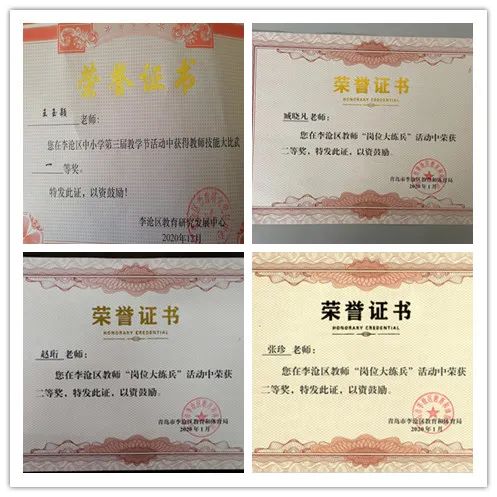 荣誉证书
王玉颖 老师：
您在李沧区中小学第三届教学节活动中获得教师技能大比武
一 等奖。
特发此证，以资鼓励！
李沧区教育研究发展中心
2020年12月
荣誉证书
HONORARY CREDENTIAL
臧晓凡 老师：
您在李沧区教师“岗位大练兵”活动中荣获
二等奖，特发此证，以资鼓励。
青岛市李沧区教育和体育局
2020年1月
荣誉证书
HONORARY CREDENTIAL
赵珩 老师：
您在李沧区教师“岗位大练兵”活动中荣获
二等奖，特发此证，以资鼓励。
青岛市李沧区教育和体育局
2020年1月
荣誉证书
HONORARY CREDENTIAL
张珍 老师：
您在李沧区教师“岗位大练兵”活动中荣获
二等奖，特发此证，以资鼓励。
青岛市李沧区教育和体育局
2020年1月